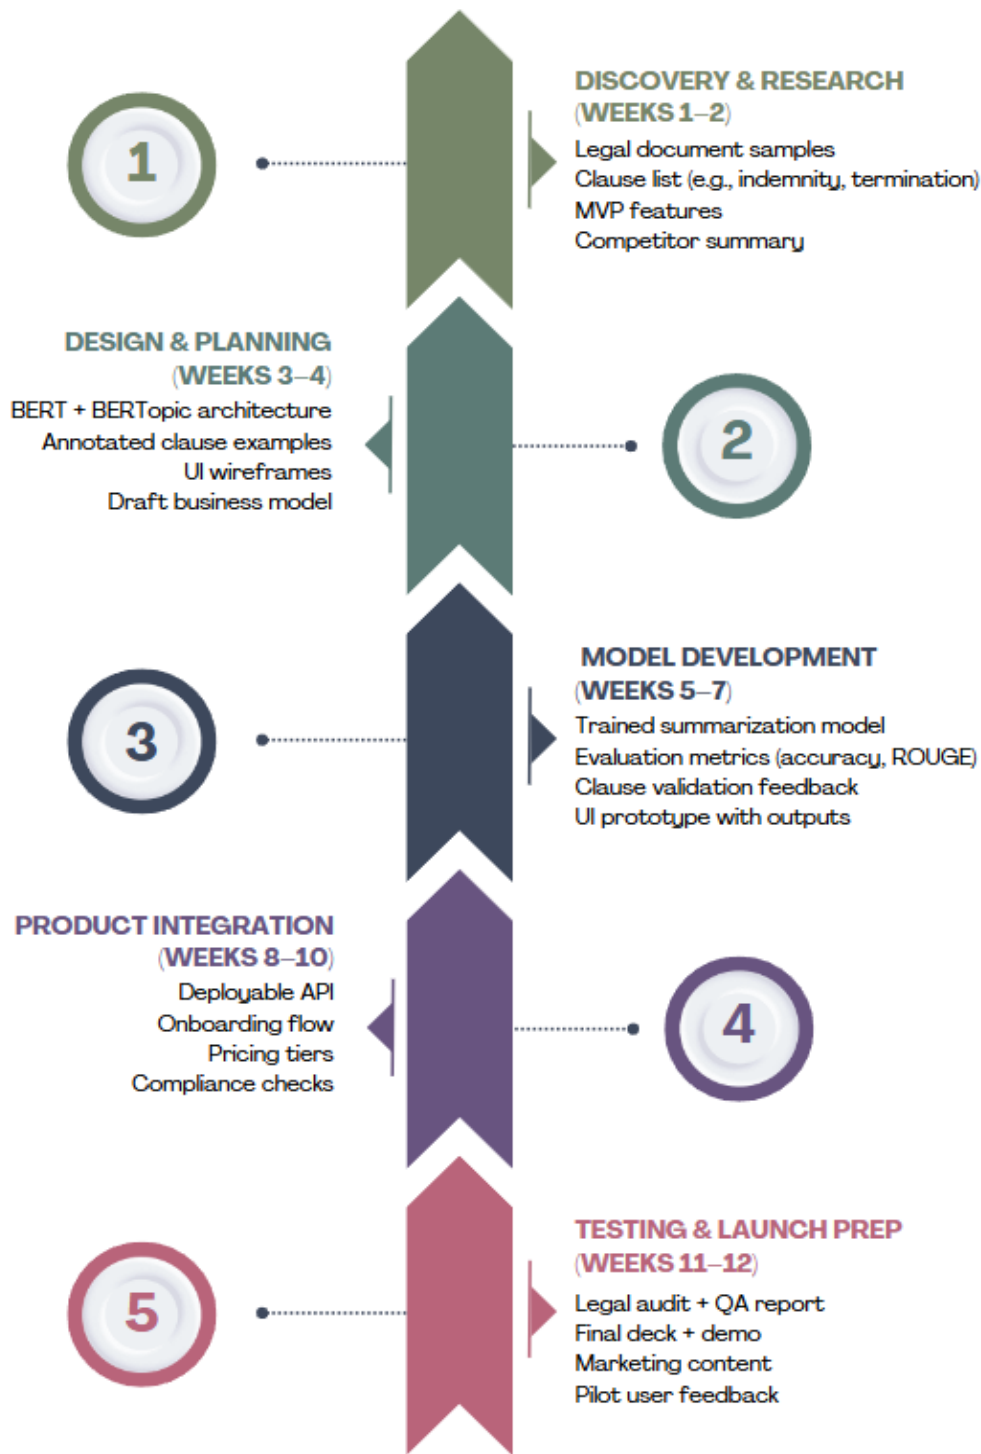 1
DISCOVERY & RESEARCH
(WEEKS 1–2)
Legal document samples
Clause list (e.g., indemnity, termination)
MVP features
Competitor summary
DESIGN & PLANNING
(WEEKS 3–4)
BERT + BERTopic architecture
Annotated clause examples
UI wireframes
Draft business model
2
3
MODEL DEVELOPMENT
(WEEKS 5–7)
Trained summarization model
Evaluation metrics (accuracy, ROUGE)
Clause validation feedback
UI prototype with outputs
PRODUCT INTEGRATION
(WEEKS 8–10)
Deployable API
Onboarding flow
Pricing tiers
Compliance checks
4
5
TESTING & LAUNCH PREP
(WEEKS 11–12)
Legal audit + QA report
Final deck + demo
Marketing content
Pilot user feedback